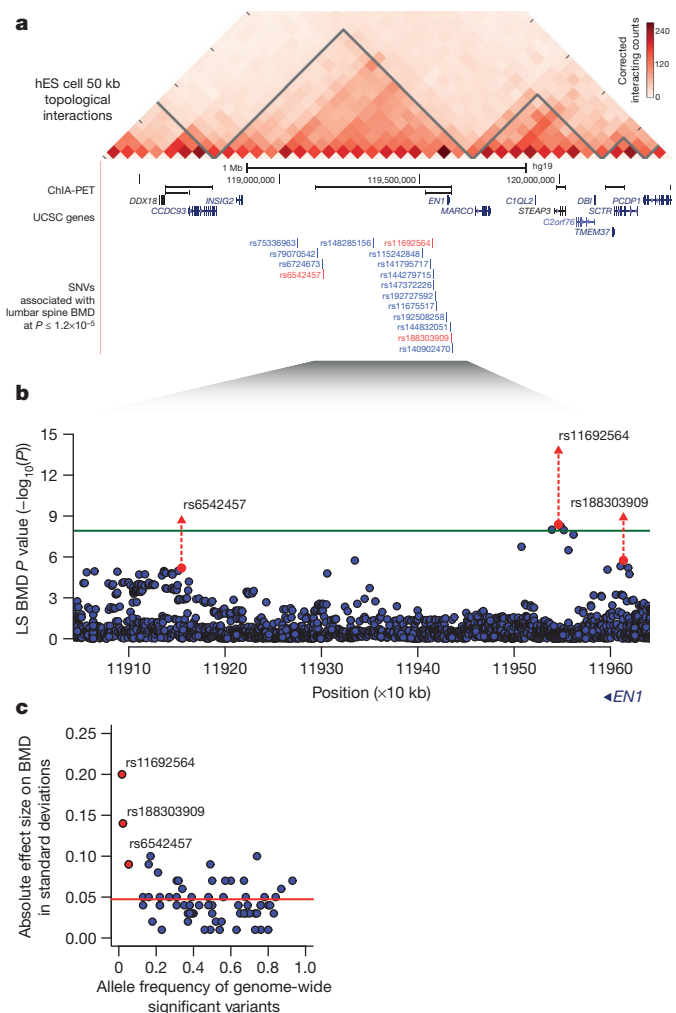 a
hES cell 50 kb
topological
interactions
Corrected
interacting counts
240
120
0
1 Mb
hg19
119,000,000
119,500,000
120,000,000
ChIA-PET
DDX18
INSIG2
EN1
C1QL2
DBI
PCDP1
CCDC93
MARCO
STEAP3
SCTR
UCSC genes
C2orf76
TMEM37
SNVs
associated with
lumbar spine BMD
at P ≤ 1.2×10⁻⁵
rs75336963
rs148285156
rs11692564
rs79070542
rs115242848
rs6724673
rs141795717
rs6542457
rs144279715
rs147372226
rs192727592
rs11675517
rs192508258
rs144832051
rs188303909
rs140902470
b
LS BMD P value (−log₁₀(P))
15
12
9
6
3
0
rs6542457
rs11692564
rs188303909
11910
11920
11930
11940
11950
11960
Position (×10 kb)
◄EN1
c
Absolute effect size on BMD
in standard deviations
0.25
0.20
0.15
0.10
0.05
0.00
rs11692564
rs188303909
rs6542457
0
0.2
0.4
0.6
0.8
1.0
Allele frequency of genome-wide
significant variants